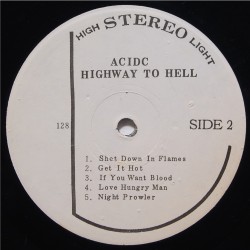 HIGH STEREO LIGHT
ACIDC
HIGHWAY TO HELL
128
SIDE 2
1. Shct Down In Flames
2. Get It Hot
3. If You Want Blood
4. Love Hungry Man
5. Night Prowler